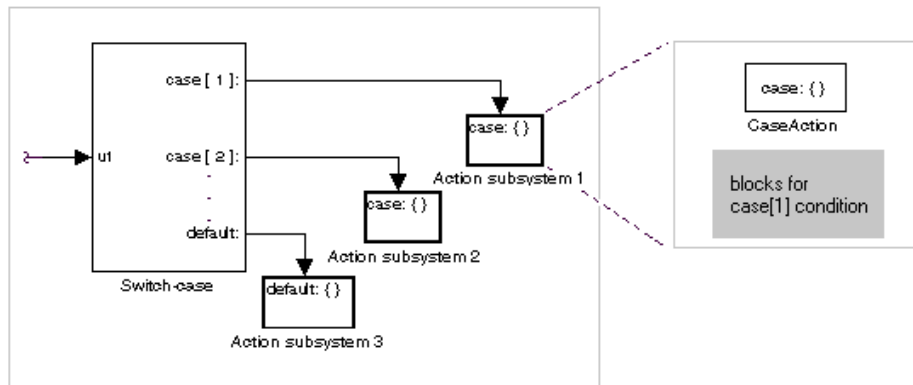 case [ 1 ]:
case: { }
Action subsystem 1
u1
case [ 2 ]:
case: { }
Action subsystem 2
default:
Switch-case
default: { }
Action subsystem 3
case: { }
CaseAction
blocks for
case[1] condition